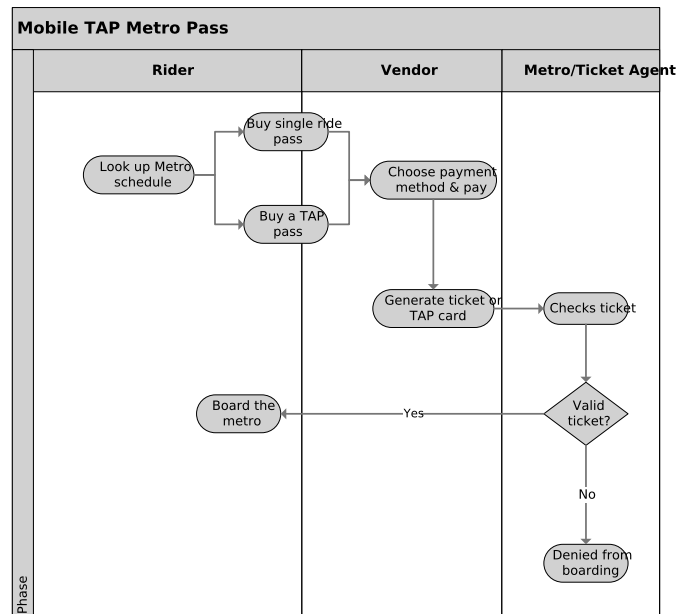 Mobile TAP Metro Pass
Rider
Vendor
Metro/Ticket Agent
Buy single ride
pass
Look up Metro
schedule
Choose payment
method & pay
Buy a TAP
pass
Generate ticket or
TAP card
Checks ticket
Board the
metro
Yes
Valid
ticket?
No
Denied from
boarding
Phase